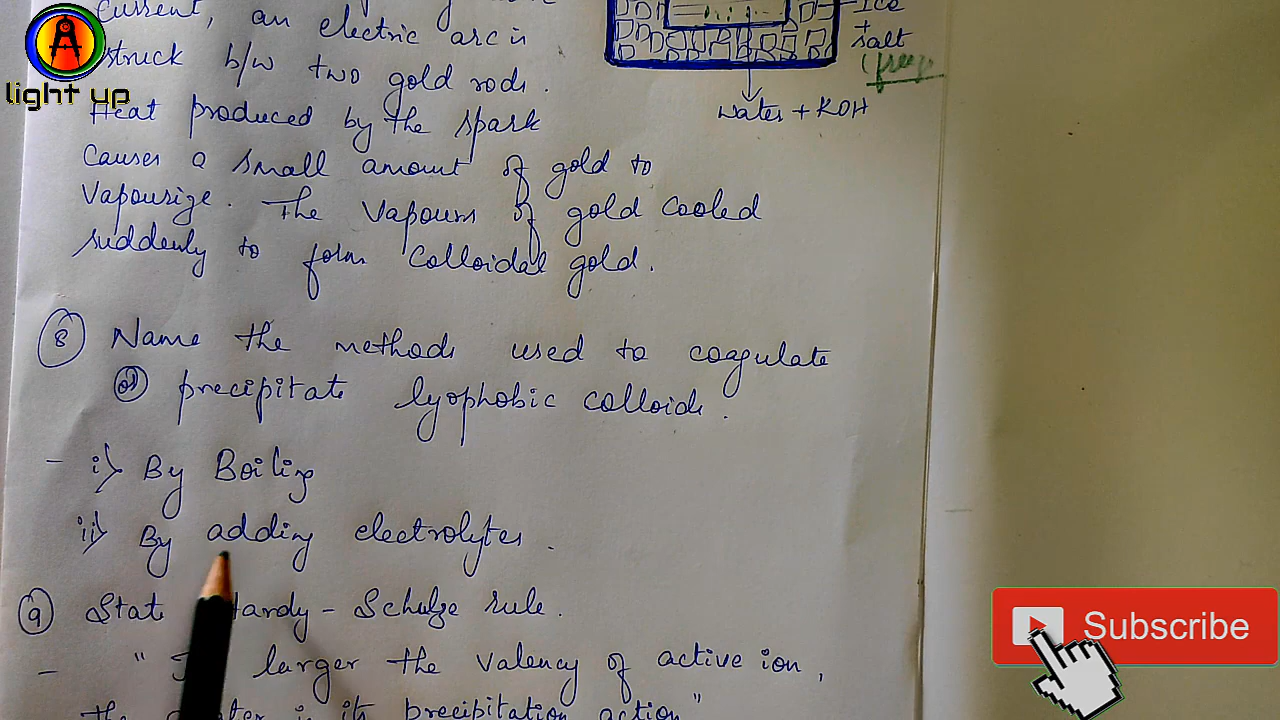 current, an electric arc is
struck b/w two gold rods.
Heat produced by the spark
causes a small amount of gold to
Vapourize. The Vapours of gold cooled
suddenly to form Colloidal gold.
Ice
+
salt
Water + KOH
8 Name the methods used to coagulate
or precipitate lyophobic colloids.
- i) By Boiling
ii) By adding electrolytes.
9 State Hardy - Schulze rule.
- " larger the valency of active ion,
the is its precipitation action"
light up
Subscribe